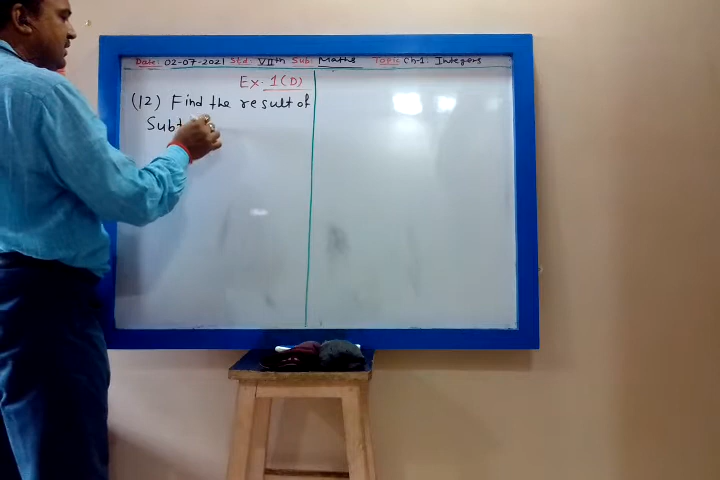 Date: 02-07-2021 Std: VIIth Sub: Maths Topic Ch-1: Integers
Ex. 1(D)
(12) Find the result of
Subt